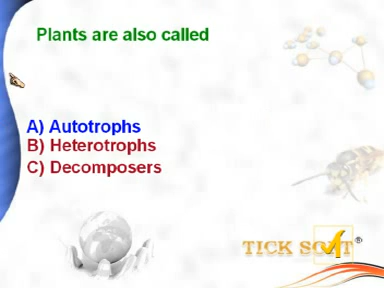 Plants are also called
A) Autotrophs
B) Heterotrophs
C) Decomposers
TICK SOFT ®